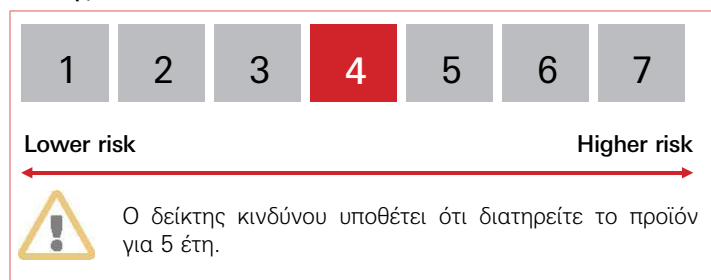 1 2 3 4 5 6 7
Lower risk Higher risk
Ο δείκτης κινδύνου υποθέτει ότι διατηρείτε το προϊόν
για 5 έτη.